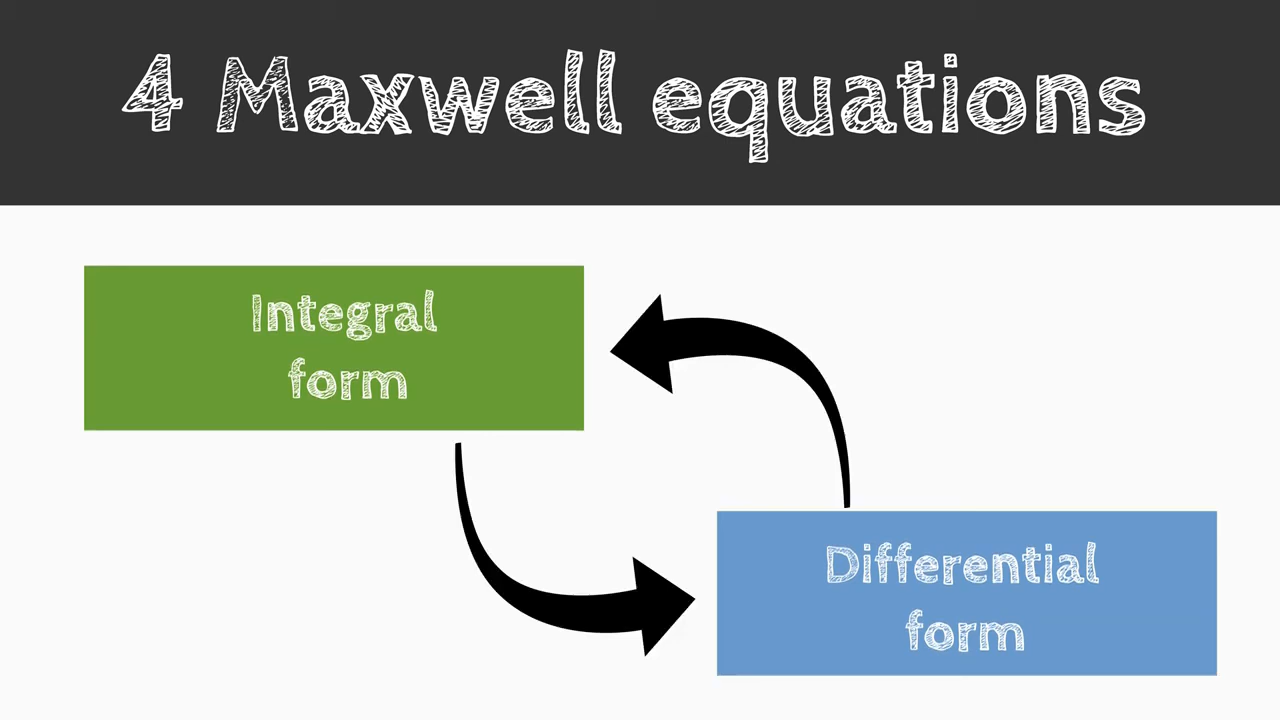 4 Maxwell equations
Integral
form
Differential
form